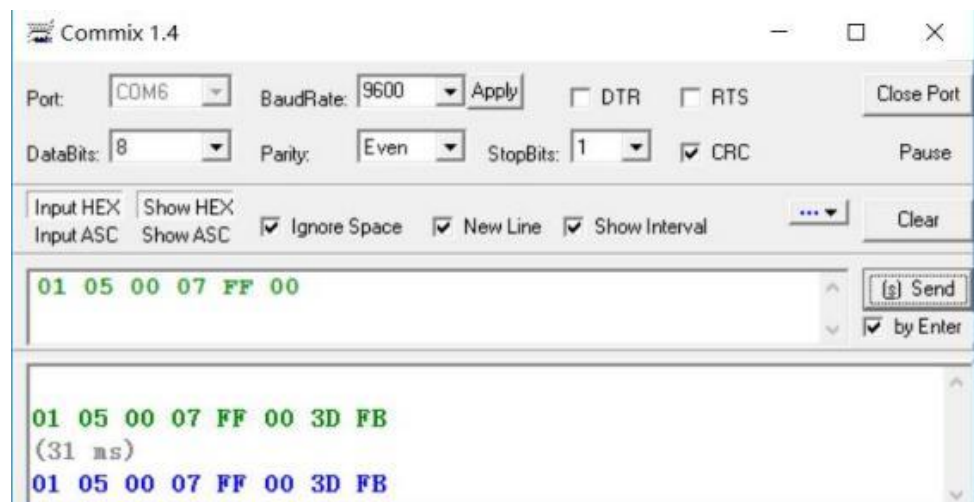 Commix 1.4
Port: COM6 BaudRate: 9600 Apply DTR RTS Close Port
DataBits: 8 Parity: Even StopBits: 1 CRC Pause
Input HEX Show HEX
Input ASC Show ASC
Ignore Space New Line Show Interval ... Clear
01 05 00 07 FF 00
(s) Send
by Enter
01 05 00 07 FF 00 3D FB
(31 ms)
01 05 00 07 FF 00 3D FB